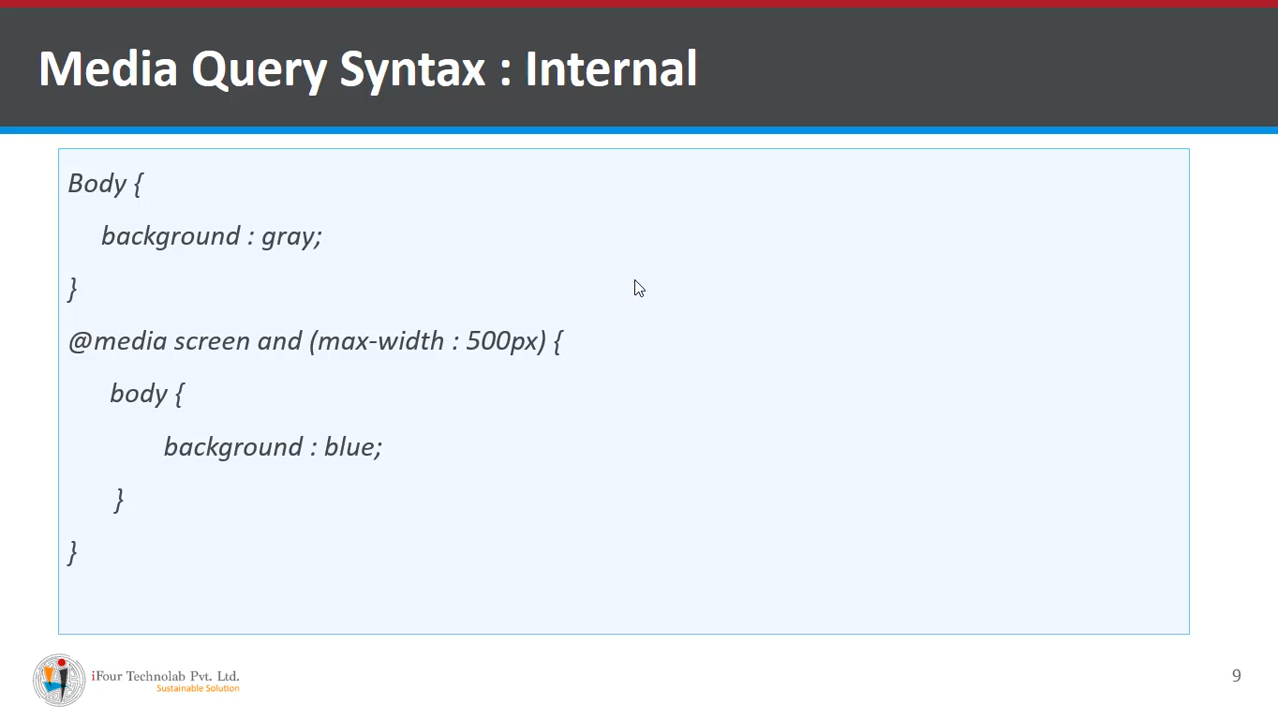 Media Query Syntax : Internal
Body {
background : gray;
}
@media screen and (max-width : 500px) {
body {
background : blue;
}
}
iFour Technolab Pvt. Ltd.
Sustainable Solution
9